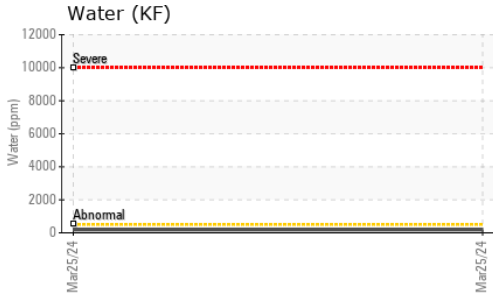 Water (KF)
12000
Severe
10000
8000
Water (ppm)
6000
4000
2000
Abnormal
0
Mar25/24
Mar25/24